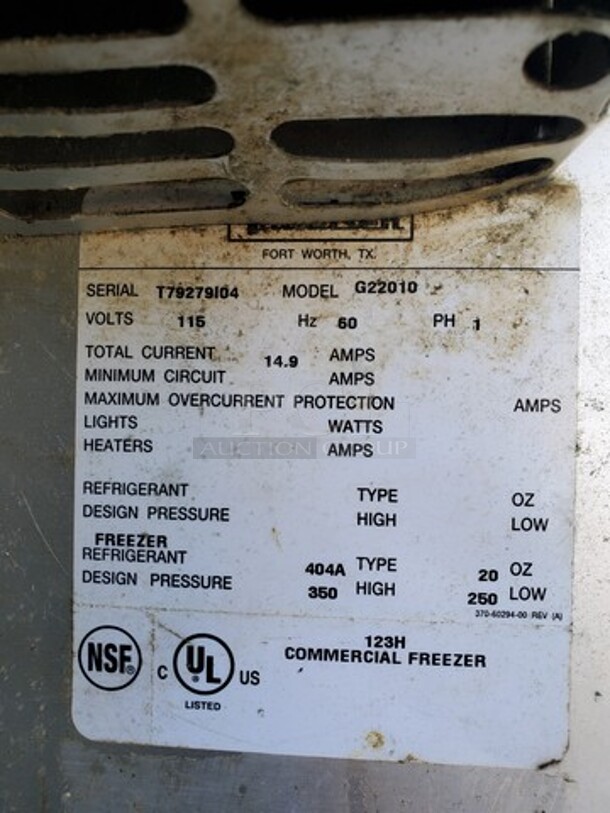 FORT WORTH, TX.
SERIAL T79279I04 MODEL G22010
VOLTS 115 Hz 60 PH 1
TOTAL CURRENT 14.9 AMPS
MINIMUM CIRCUIT AMPS
MAXIMUM OVERCURRENT PROTECTION AMPS
LIGHTS WATTS
HEATERS AMPS
AUCTION GROUP
REFRIGERANT TYPE OZ
DESIGN PRESSURE HIGH LOW
FREEZER
REFRIGERANT 404A TYPE 20 OZ
DESIGN PRESSURE 350 HIGH 250 LOW
370-60294-00 REV (A)
NSF®
C UL® US
LISTED
123H
COMMERCIAL FREEZER